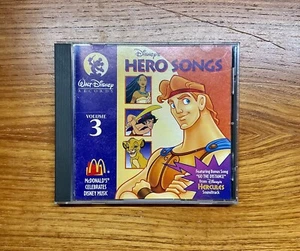 Disney's
HERO SONGS
WALT DISNEY
RECORDS
VOLUME
3
McDONALD'S
CELEBRATES
DISNEY MUSIC
Featuring Bonus Song
"GO THE DISTANCE"
from Disney's
HERCULES
Soundtrack